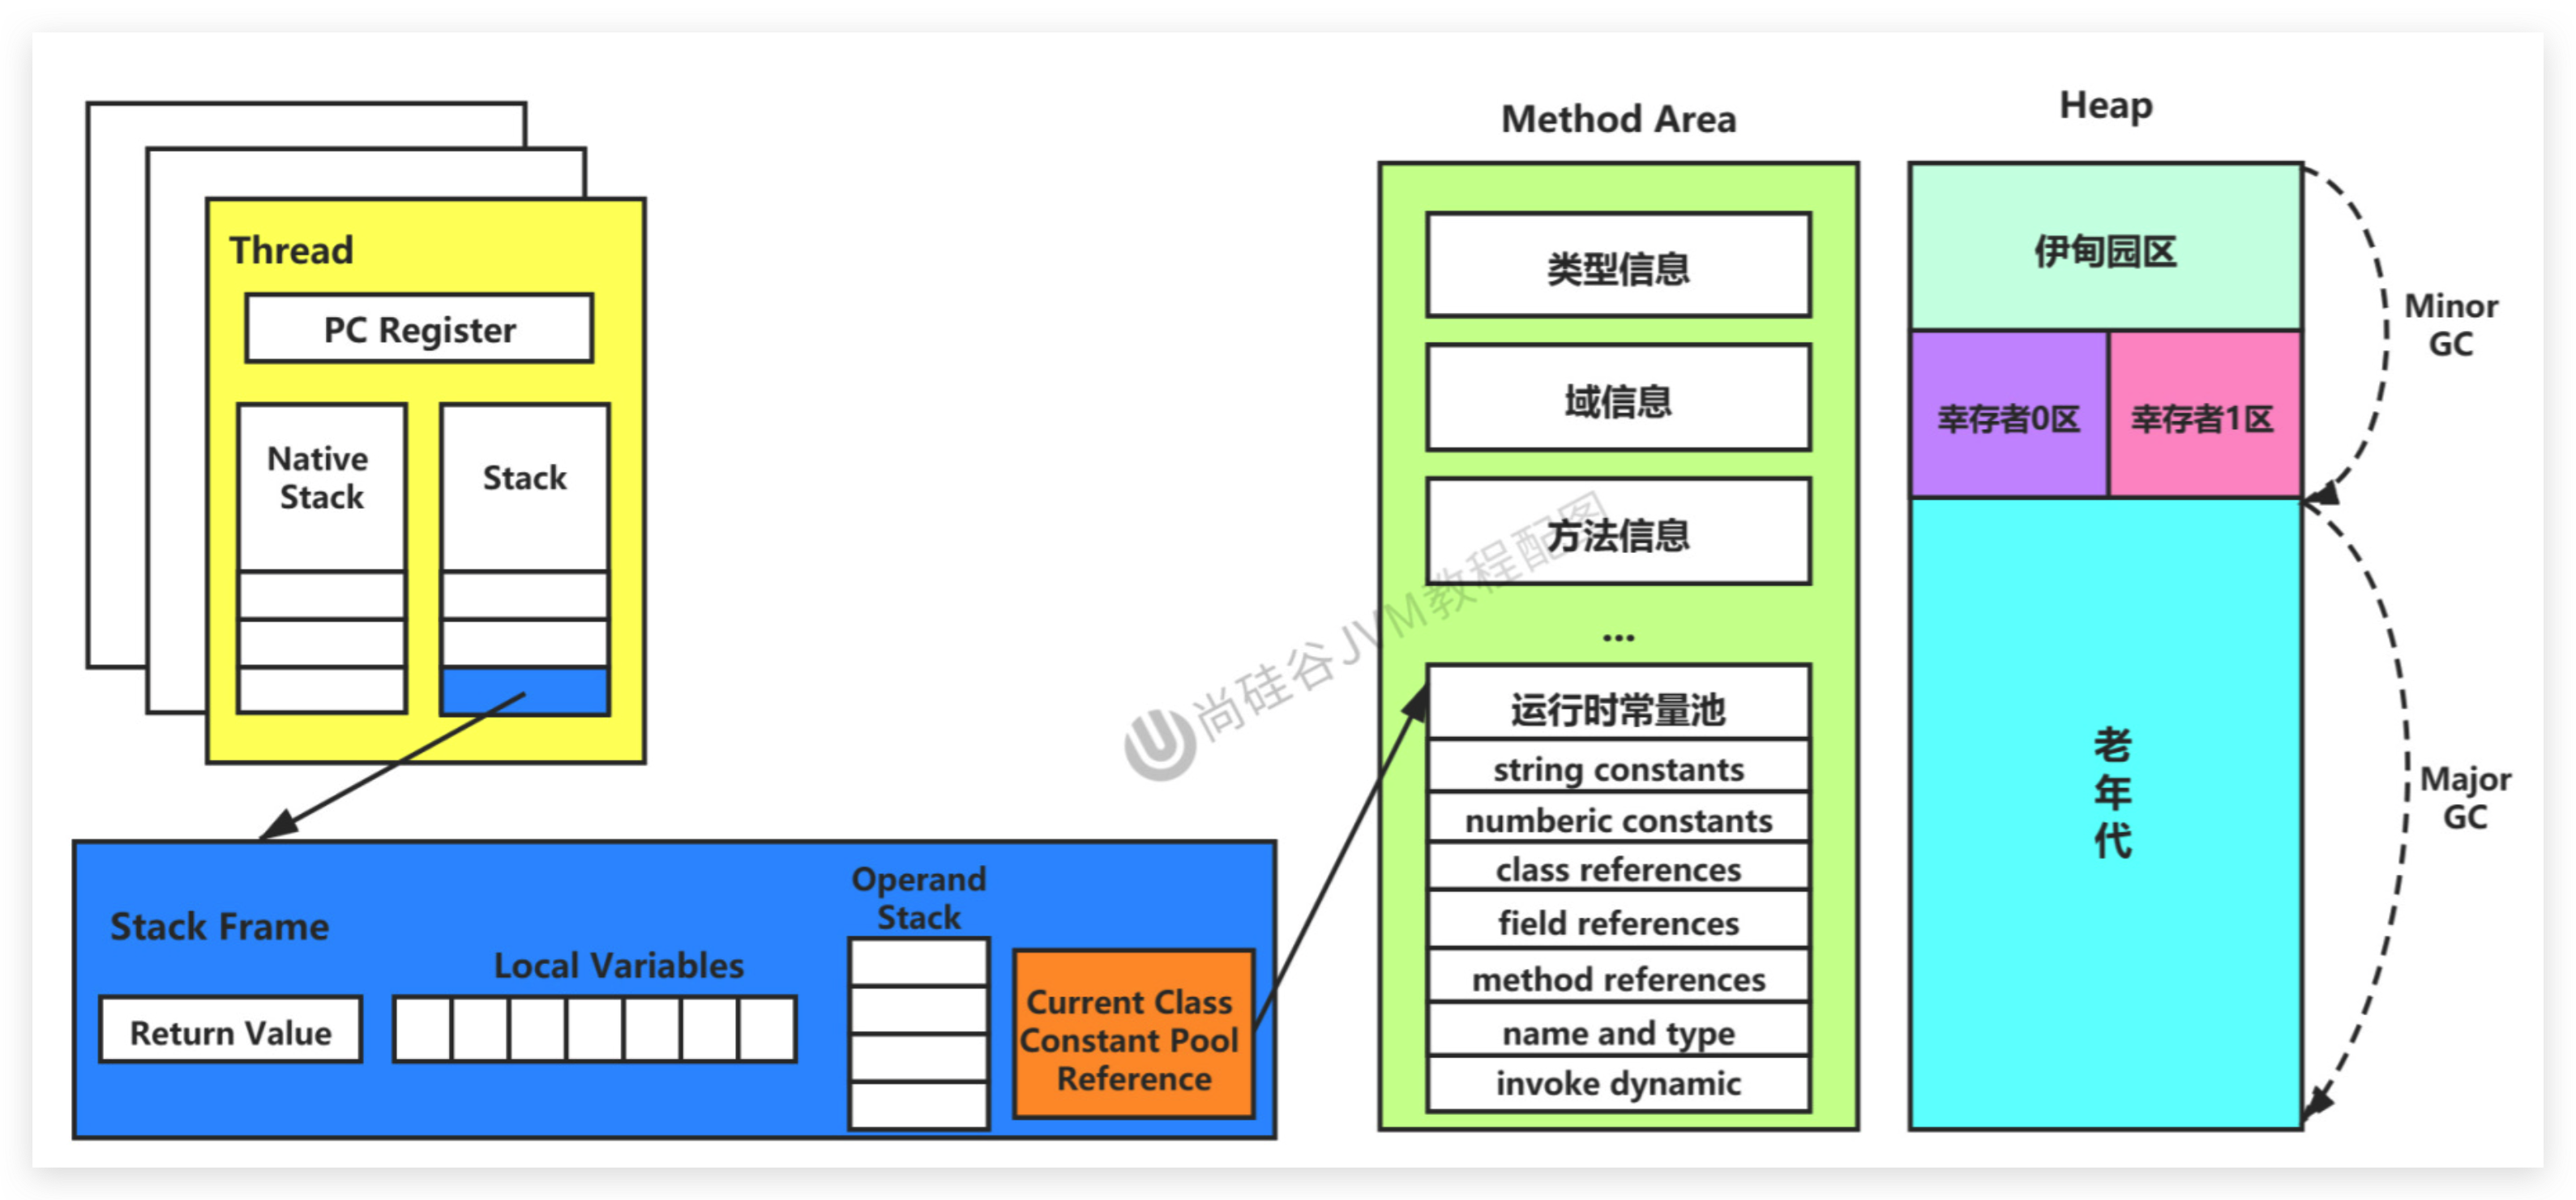 Thread
PC Register
Native
Stack
Stack
Stack Frame
Return Value
Local Variables
Operand
Stack
Current Class
Constant Pool
Reference
Method Area
类型信息
域信息
方法信息
...
运行时常量池
string constants
numberic constants
class references
field references
method references
name and type
invoke dynamic
Heap
伊甸园区
幸存者0区
幸存者1区
老
年
代
Minor
GC
Major
GC
尚硅谷JVM教程配图